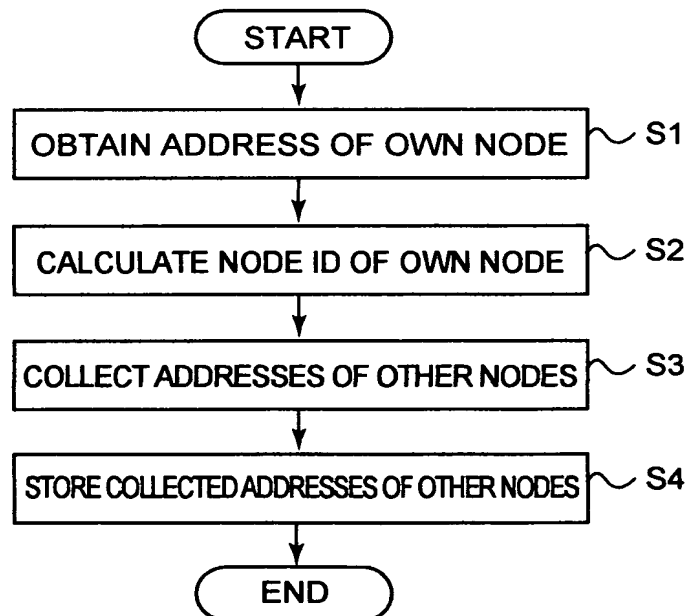 START
OBTAIN ADDRESS OF OWN NODE
S1
CALCULATE NODE ID OF OWN NODE
S2
COLLECT ADDRESSES OF OTHER NODES
S3
STORE COLLECTED ADDRESSES OF OTHER NODES
S4
END